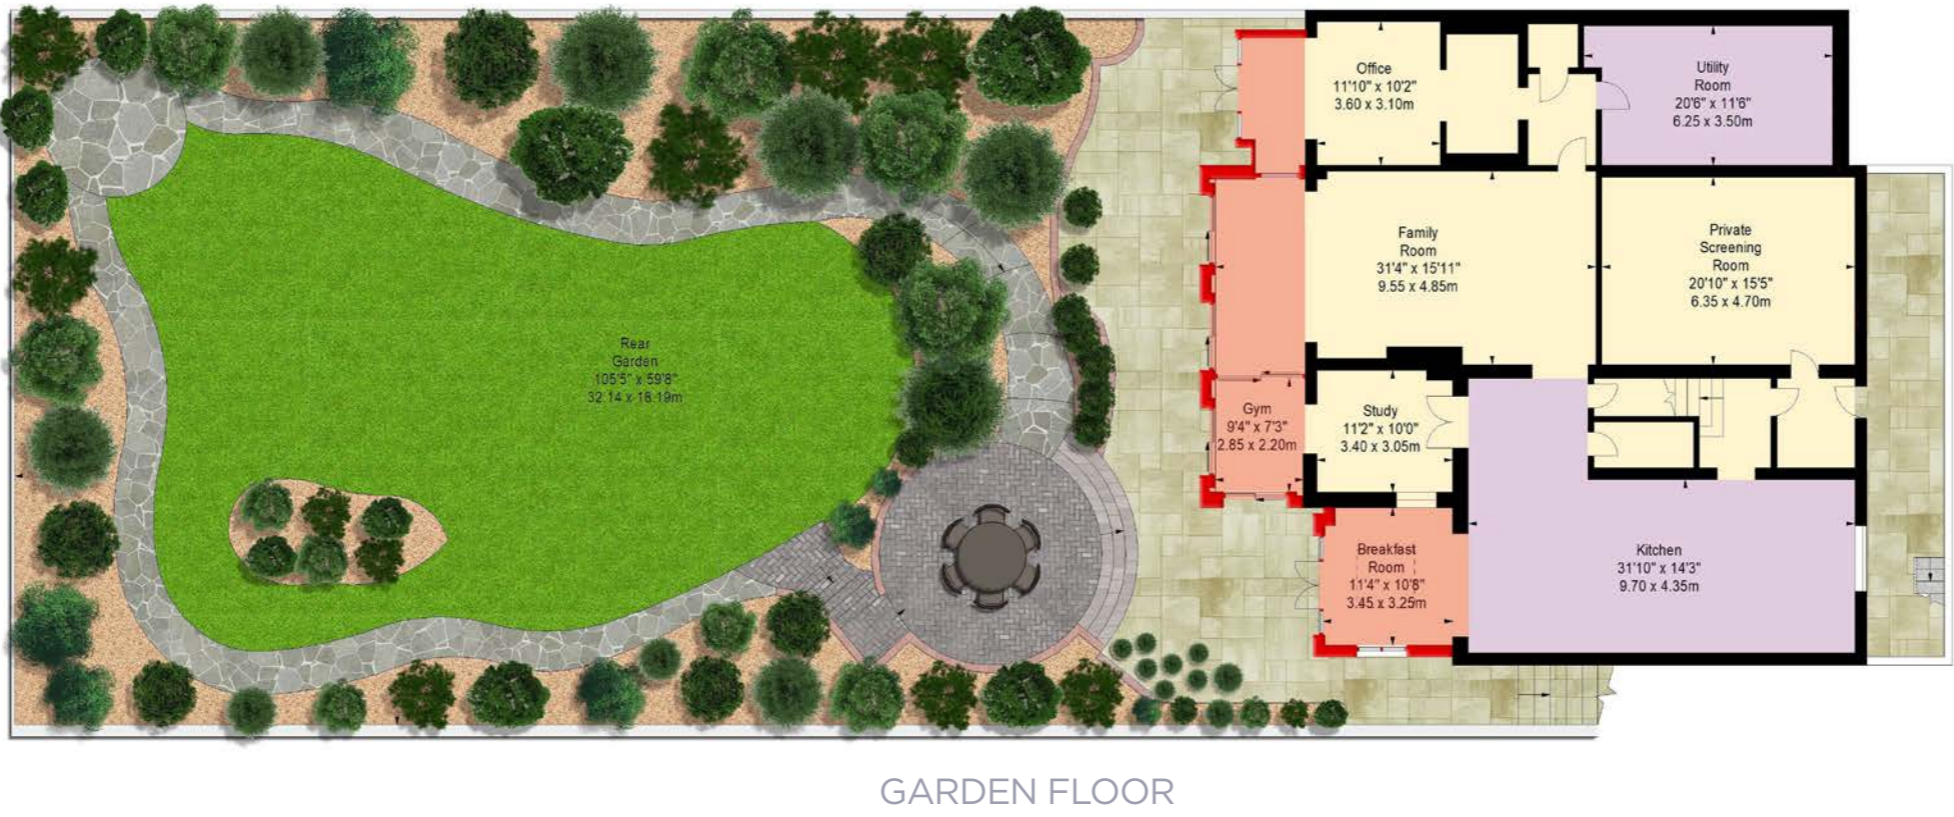 Office
11'10" x 10'2"
3.60 x 3.10m
Utility
Room
20'6" x 11'6"
6.25 x 3.50m
Family
Room
31'4" x 15'11"
9.55 x 4.85m
Private
Screening
Room
20'10" x 15'5"
6.35 x 4.70m
Rear
Garden
105'5" x 59'8"
32.14 x 18.19m
Gym
9'4" x 7'3"
2.85 x 2.20m
Study
11'2" x 10'0"
3.40 x 3.05m
Breakfast
Room
11'4" x 10'8"
3.45 x 3.25m
Kitchen
31'10" x 14'3"
9.70 x 4.35m
GARDEN FLOOR